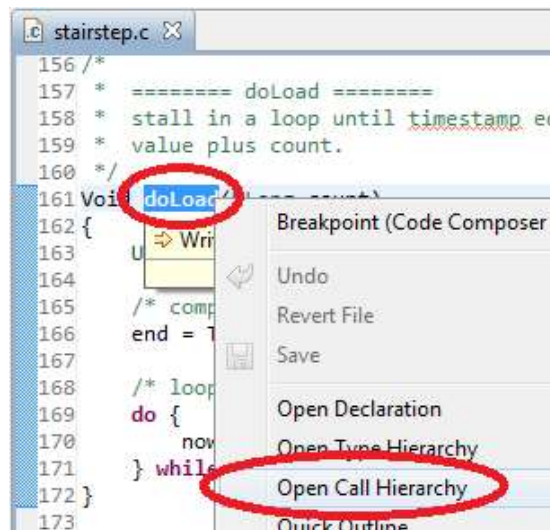 stairstep.c
156 /*
157 * ======== doLoad ========
158 * stall in a loop until timestamp
159 * value plus count.
160 */
161 Void doLoad( count)
162 {
Breakpoint (Code Composer
163 U
Wri
164
Undo
165 /* comp
Revert File
166 end = T
Save
167
168 /* loop
Open Declaration
169 do {
170 now
Open Type Hierarchy
171 } while
Open Call Hierarchy
172 }
173
Quick Outline